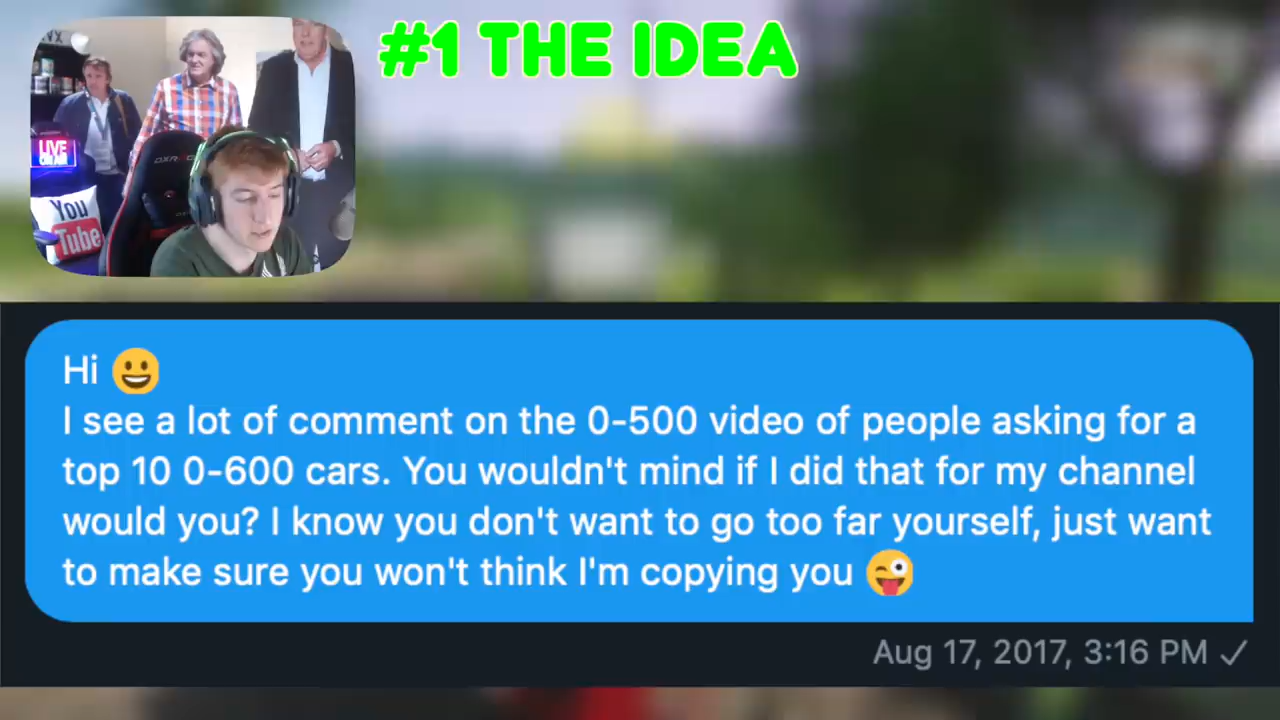 #1 THE IDEA
LIVE
ON AIR
DXR
You
Tube
Hi 😀
I see a lot of comment on the 0-500 video of people asking for a
top 10 0-600 cars. You wouldn't mind if I did that for my channel
would you? I know you don't want to go too far yourself, just want
to make sure you won't think I'm copying you 😜
Aug 17, 2017, 3:16 PM ✓